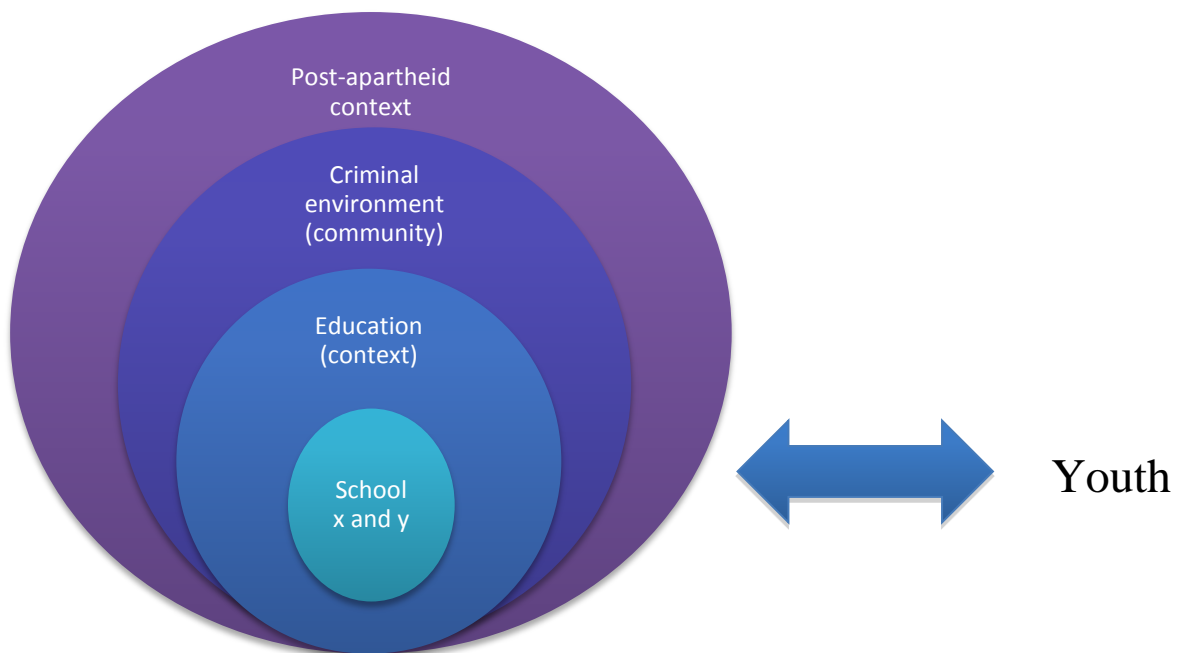 Post-apartheid
context
Criminal
environment
(community)
Education
(context)
School
x and y
Youth